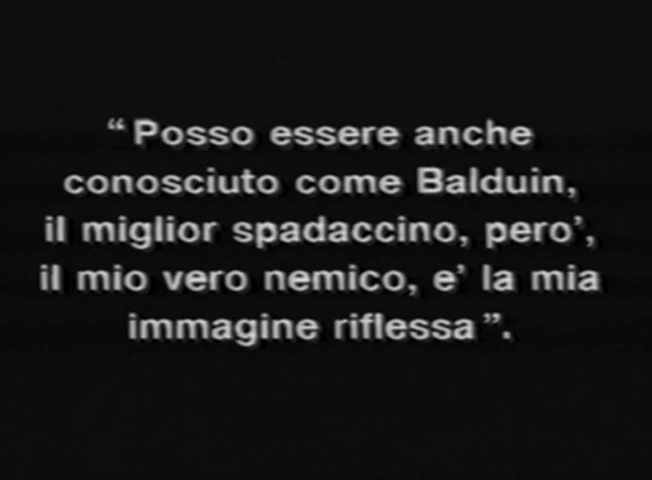 “Posso essere anche
conosciuto come Balduin,
il miglior spadaccino, pero’,
il mio vero nemico, e’ la mia
immagine riflessa”.